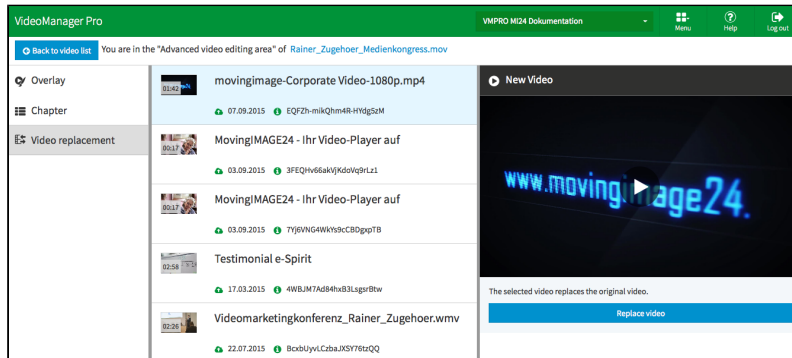 VideoManager Pro
VMPRO MI24 Dokumentation
Menu
Help
Log out
Back to video list
You are in the "Advanced video editing area" of Rainer_Zugehoer_Medienkongress.mov
Overlay
Chapter
Video replacement
01:42
movingimage-Corporate Video-1080p.mp4
07.09.2015 EQFZh-mikQhm4R-HYdg5zM
00:17
MovingIMAGE24 - Ihr Video-Player auf
03.09.2015 3FEQHv66akVjKdoVq9rLz1
00:17
MovingIMAGE24 - Ihr Video-Player auf
03.09.2015 7Yj6VNG4WkYs9cCBDgxpTB
02:58
Testimonial e-Spirit
17.03.2015 4WBJM7Ad84hxB3LsgsrBtw
02:26
Videomarketingkonferenz_Rainer_Zugehoer.wmv
22.07.2015 BcxbUyvLCzbaJXSY76tzQQ
New Video
www.movingimage24.
The selected video replaces the original video.
Replace video